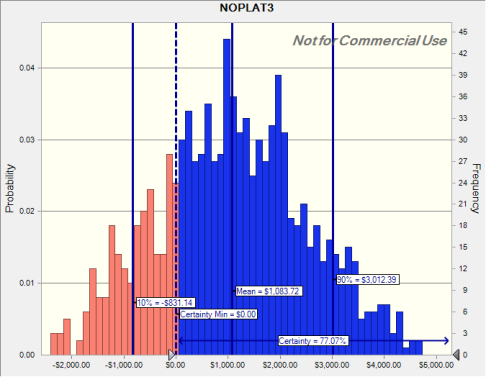 NOPLAT3
Not for Commercial Use
Probability
0.04
0.03
0.02
0.01
0.00
45
42
39
36
33
30
27
24
21
18
15
12
9
6
3
0
Frequency
10% = -$831.14
Certainty Min = $0.00
Mean = $1,083.72
90% = $3,012.39
Certainty = 77.07%
-$2,000.00 -$1,000.00 $0.00 $1,000.00 $2,000.00 $3,000.00 $4,000.00 $5,000.00